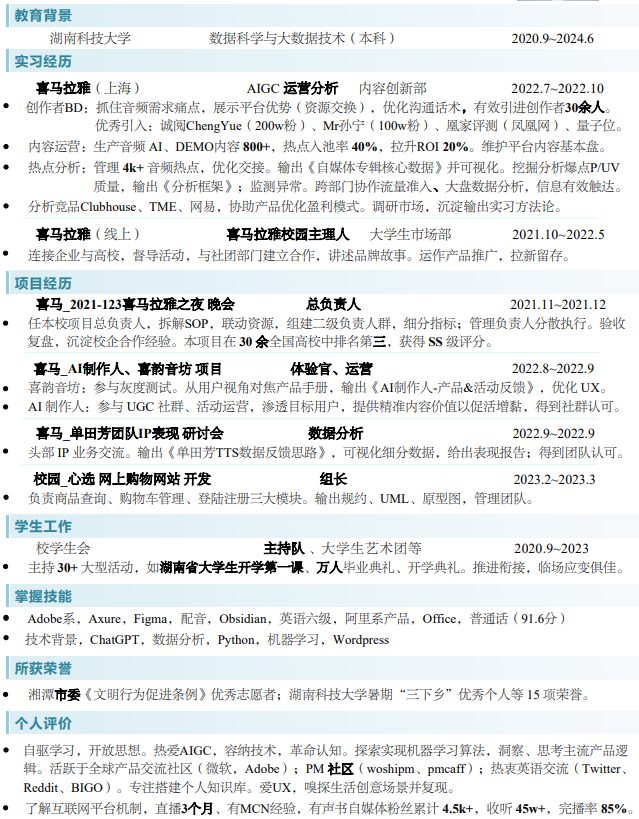 教育背景
湖南科技大学 数据科学与大数据技术（本科） 2020.9~2024.6
实习经历
喜马拉雅（上海） AIGC 运营分析 内容创新部 2022.7~2022.10
创作者BD：抓住音频需求痛点，展示平台优势（资源交换），优化沟通话术，有效引进创作者30余人。
优秀引入：诚阅ChengYue（200w粉）、Mr孙宁（100w粉）、凰家评测（凤凰网）、量子位。
内容运营：生产音频 AI、DEMO内容 800+，热点入池率 40%，拉升ROI 20%。维护平台内容基本盘。
热点分析：管理 4k+ 音频热点，优化交接。输出《自媒体专辑核心数据》并可视化。挖掘分析爆点P/UV
质量，输出《分析框架》；监测异常。跨部门协作流量准入、大盘数据分析，信息有效触达。
分析竞品Clubhouse、TME、网易，协助产品优化盈利模式。调研市场，沉淀输出实习方法论。
喜马拉雅（线上） 喜马拉雅校园主理人 大学生市场部 2021.10~2022.5
连接企业与高校，督导活动，与社团部门建立合作，讲述品牌故事。运作产品推广，拉新留存。
项目经历
喜马_2021-123喜马拉雅之夜 晚会 总负责人 2021.11~2021.12
任本校项目总负责人，拆解SOP，联动资源，组建二级负责人群，细分指标；管理负责人分散执行。验收
复盘，沉淀校企合作经验。本项目在 30 余全国高校中排名第三，获得 SS 级评分。
喜马_AI制作人、喜韵音坊 项目 体验官、运营 2022.8~2022.9
喜韵音坊：参与灰度测试。从用户视角对焦产品手册，输出《AI制作人-产品&活动反馈》，优化 UX。
AI 制作人：参与 UGC 社群、活动运营，渗透目标用户，提供精准内容价值以促活增黏，得到社群认可。
喜马_单田芳团队IP表现 研讨会 数据分析 2022.9~2022.9
头部 IP 业务交流。输出《单田芳TTS数据反馈思路》，可视化细分数据，给出表现报告；得到团队认可。
校园_心选 网上购物网站 开发 组长 2023.2~2023.3
负责商品查询、购物车管理、登陆注册三大模块。输出规约、UML、原型图，管理团队。
学生工作
校学生会 主持队 、大学生艺术团等 2020.9~2023
主持 30+ 大型活动，如湖南省大学生开学第一课、万人毕业典礼、开学典礼。推进衔接，临场应变俱佳。
掌握技能
Adobe系，Axure，Figma，配音，Obsidian，英语六级，阿里系产品，Office，普通话（91.6分）
技术背景，ChatGPT，数据分析，Python，机器学习，Wordpress
所获荣誉
湘潭市委《文明行为促进条例》优秀志愿者；湖南科技大学暑期“三下乡”优秀个人等 15 项荣誉。
个人评价
自驱学习，开放思想。热爱AIGC，容纳技术，革命认知。探索实现机器学习算法，洞察、思考主流产品逻
辑。活跃于全球产品交流社区（微软，Adobe）；PM 社区（woshipm、pmcaff）；热衷英语交流（Twitter、
Reddit、BIGO）。专注搭建个人知识库。爱UX，嗅探生活创意场景并复现。
了解互联网平台机制，直播3个月、有MCN经验，有声书自媒体粉丝累计 4.5k+，收听 45w+，完播率 85%。